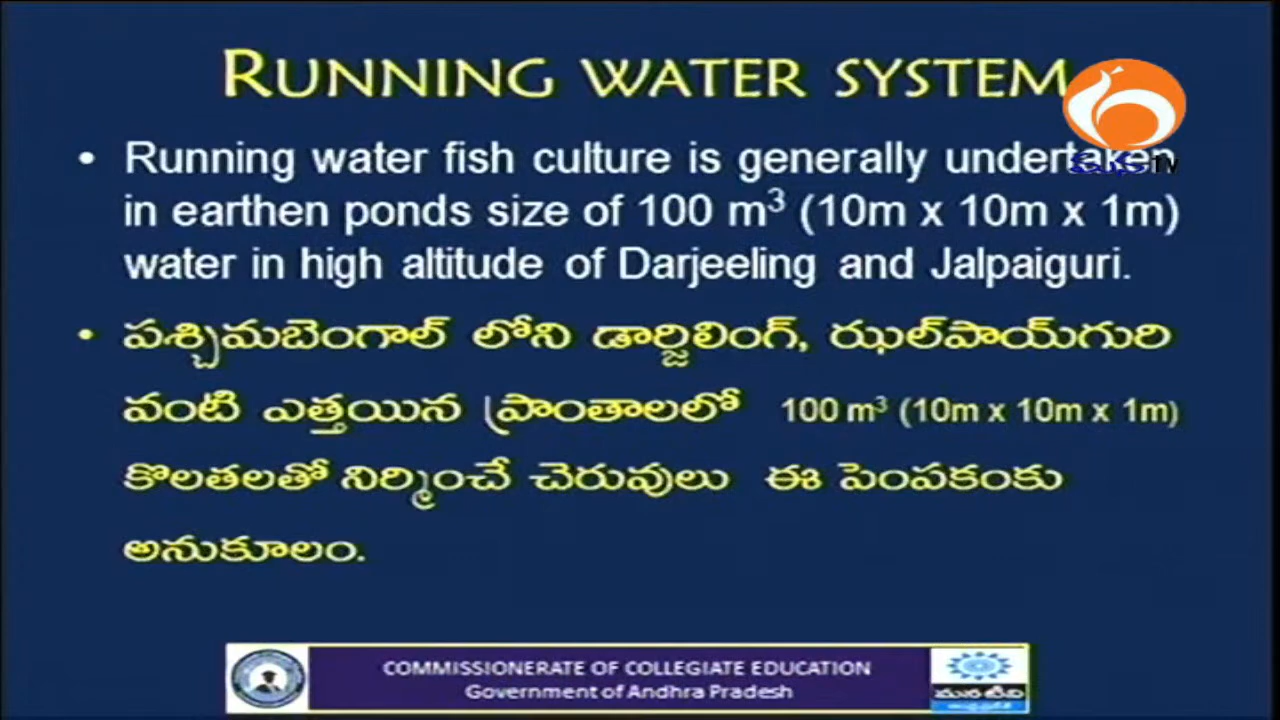 RUNNING WATER SYSTEM
• Running water fish culture is generally undertaken
in earthen ponds size of 100 m³ (10m x 10m x 1m)
water in high altitude of Darjeeling and Jalpaiguri.
• పశ్చిమబెంగాల్ లోని డార్జిలింగ్, ఝల్‌పాయ్‌గురి
వంటి ఎత్తయిన ప్రాంతాలలో 100 m³ (10m x 10m x 1m)
కొలతలతో నిర్మించే చెరువులు ఈ పెంపకంకు
అనుకూలం.
COMMISSIONERATE OF COLLEGIATE EDUCATION
Government of Andhra Pradesh
TV